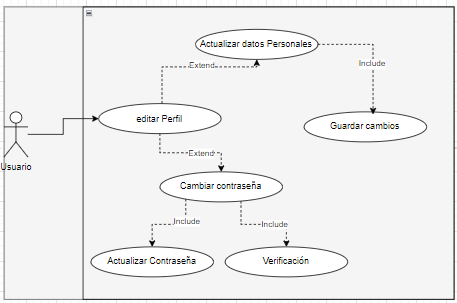 Actualizar datos Personales
Extend
Include
editar Perfil
Guardar cambios
Usuario
Extend
Cambiar contraseña
Include
Include
Actualizar Contraseña
Verificación